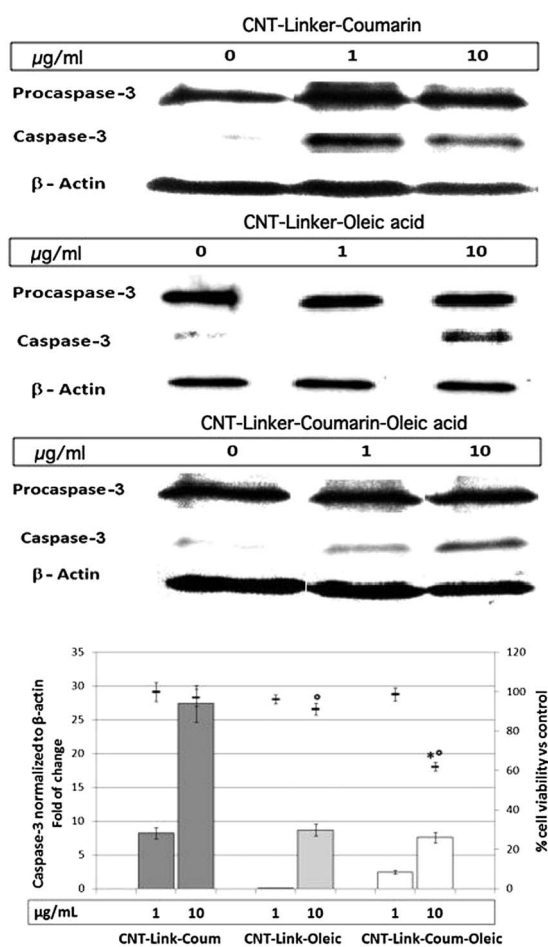 CNT-Linker-Coumarin
µg/ml 0 1 10
Procaspase-3
Caspase-3
β - Actin
CNT-Linker-Oleic acid
µg/ml 0 1 10
Procaspase-3
Caspase-3
β - Actin
CNT-Linker-Coumarin-Oleic acid
µg/ml 0 1 10
Procaspase-3
Caspase-3
β - Actin
Caspase-3 normalized to β-actin
Fold of change
35
30
25
20
15
10
5
0
120
100
80
60
40
20
0
% cell viability vs control
°
*°
µg/mL 1 10 1 10 1 10
CNT-Link-Coum CNT-Link-Oleic CNT-Link-Coum-Oleic